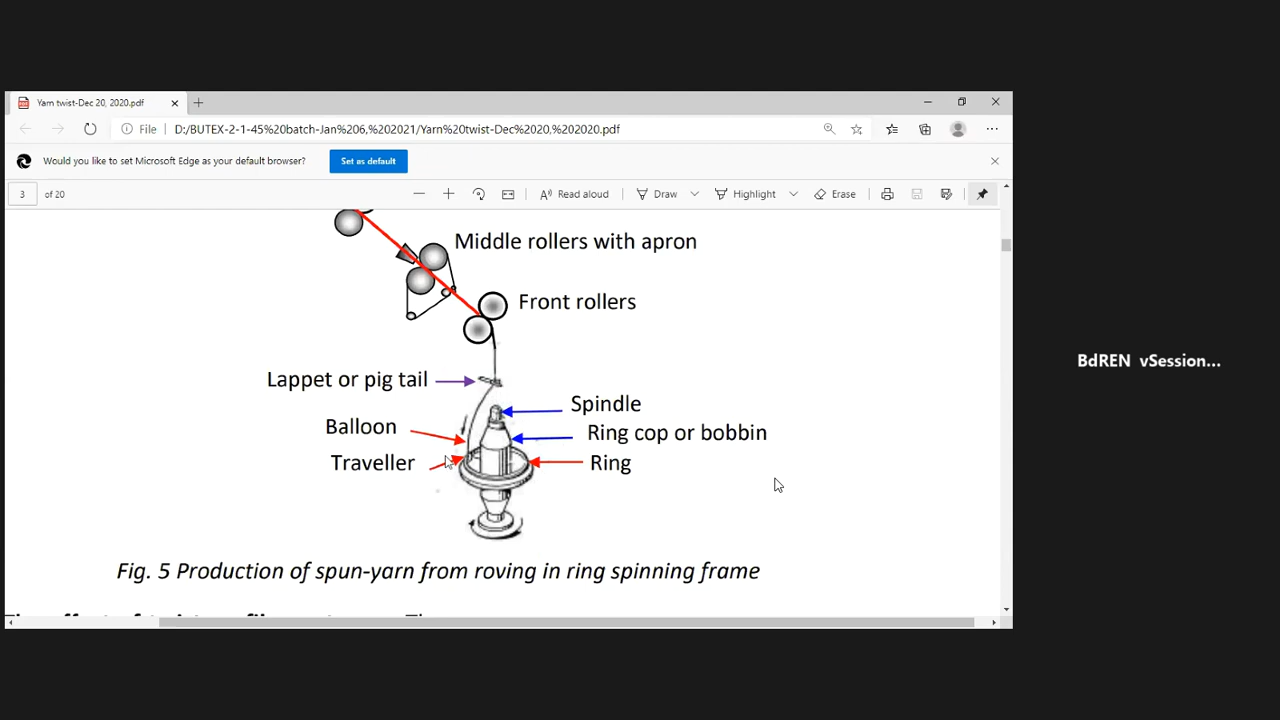 Yarn twist-Dec 20, 2020.pdf
File D:/BUTEX-2-1-45%20batch-Jan%206,%202021/Yarn%20twist-Dec%2020,%202020.pdf
Would you like to set Microsoft Edge as your default browser? Set as default
3 of 20 Read aloud Draw Highlight Erase
Middle rollers with apron
Front rollers
Lappet or pig tail
Spindle
Balloon
Ring cop or bobbin
Traveller
Ring
Fig. 5 Production of spun-yarn from roving in ring spinning frame
BdREN vSession...